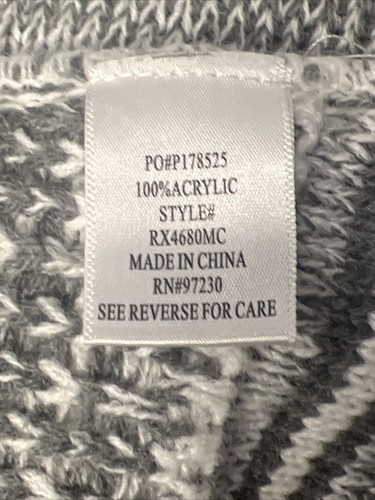 PO#P178525
100%ACRYLIC
STYLE#
RX4680MC
MADE IN CHINA
RN#97230
SEE REVERSE FOR CARE